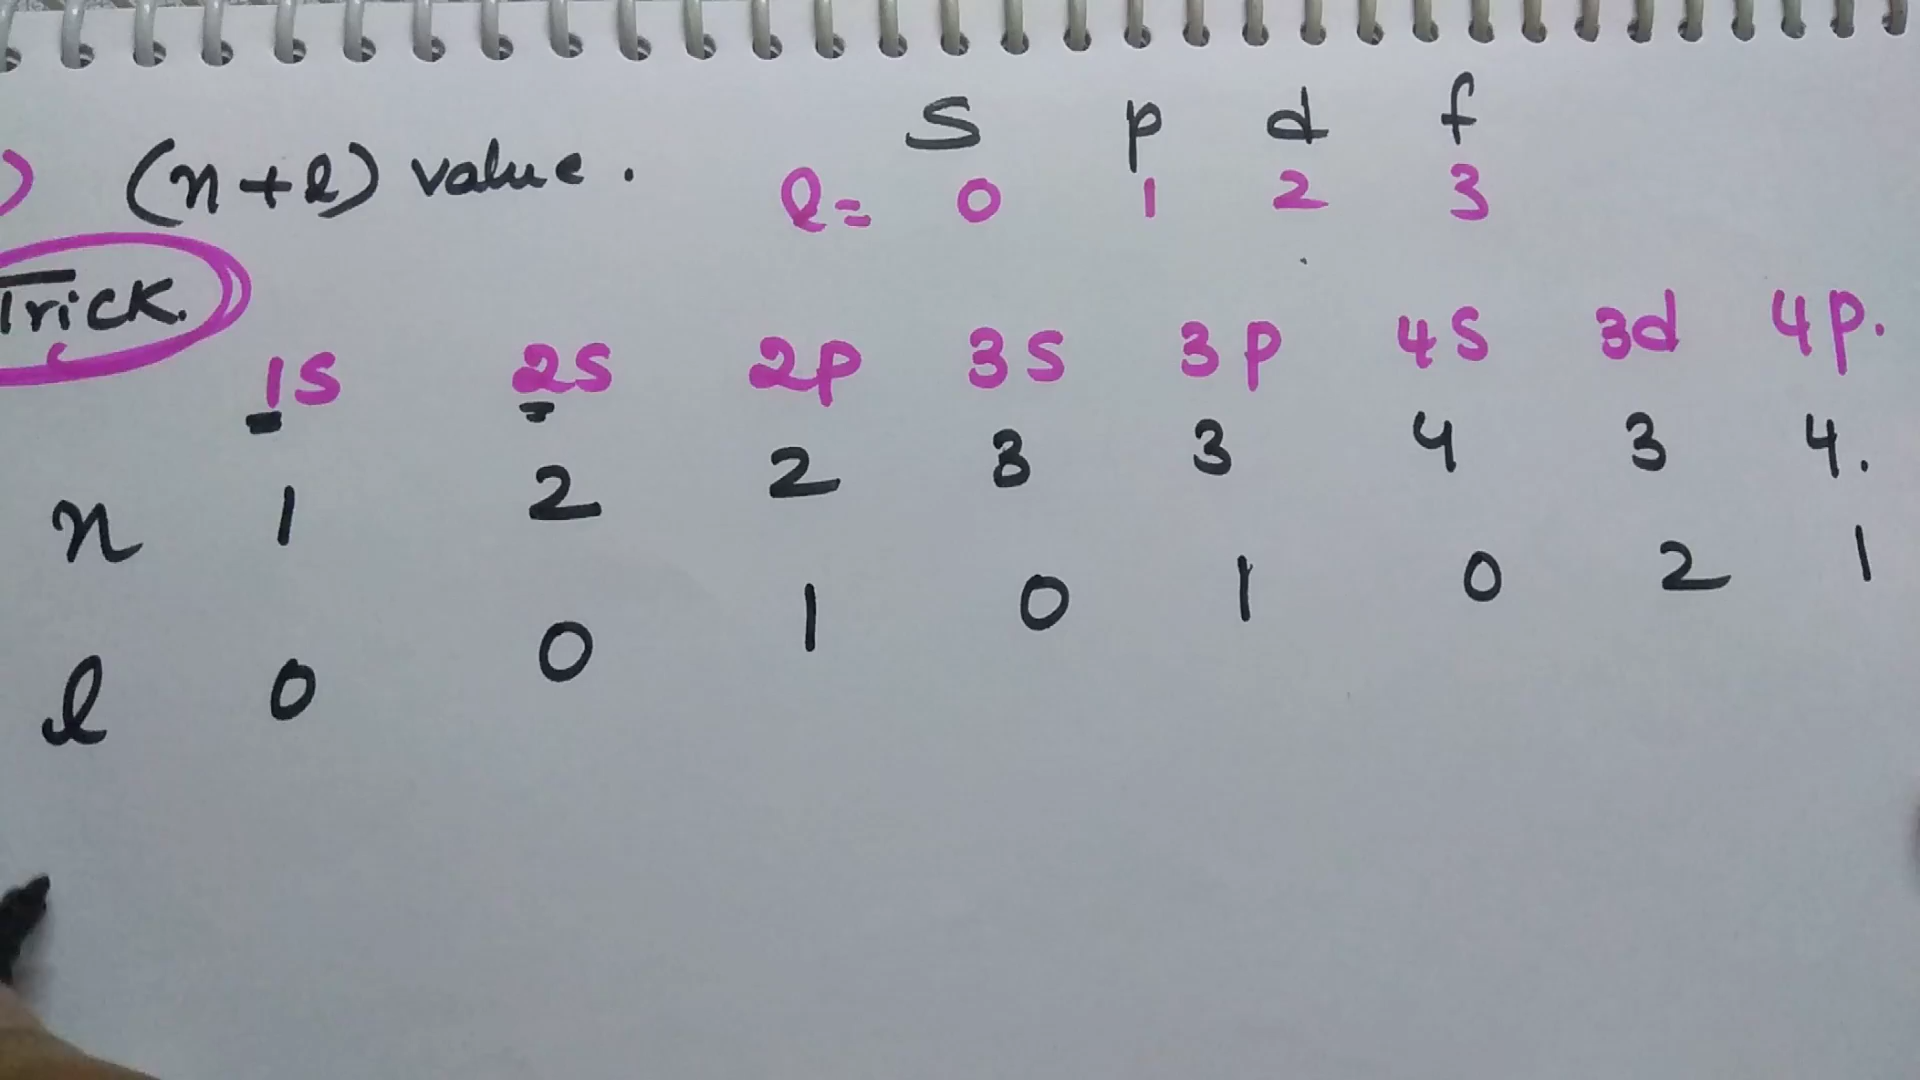 s p d f
) (n+l) value. l= 0 1 2 3
Trick.
1s 2s 2p 3s 3p 4s 3d 4p.
n 1 2 2 3 3 4 3 4.
l 0 0 1 0 1 0 2 1